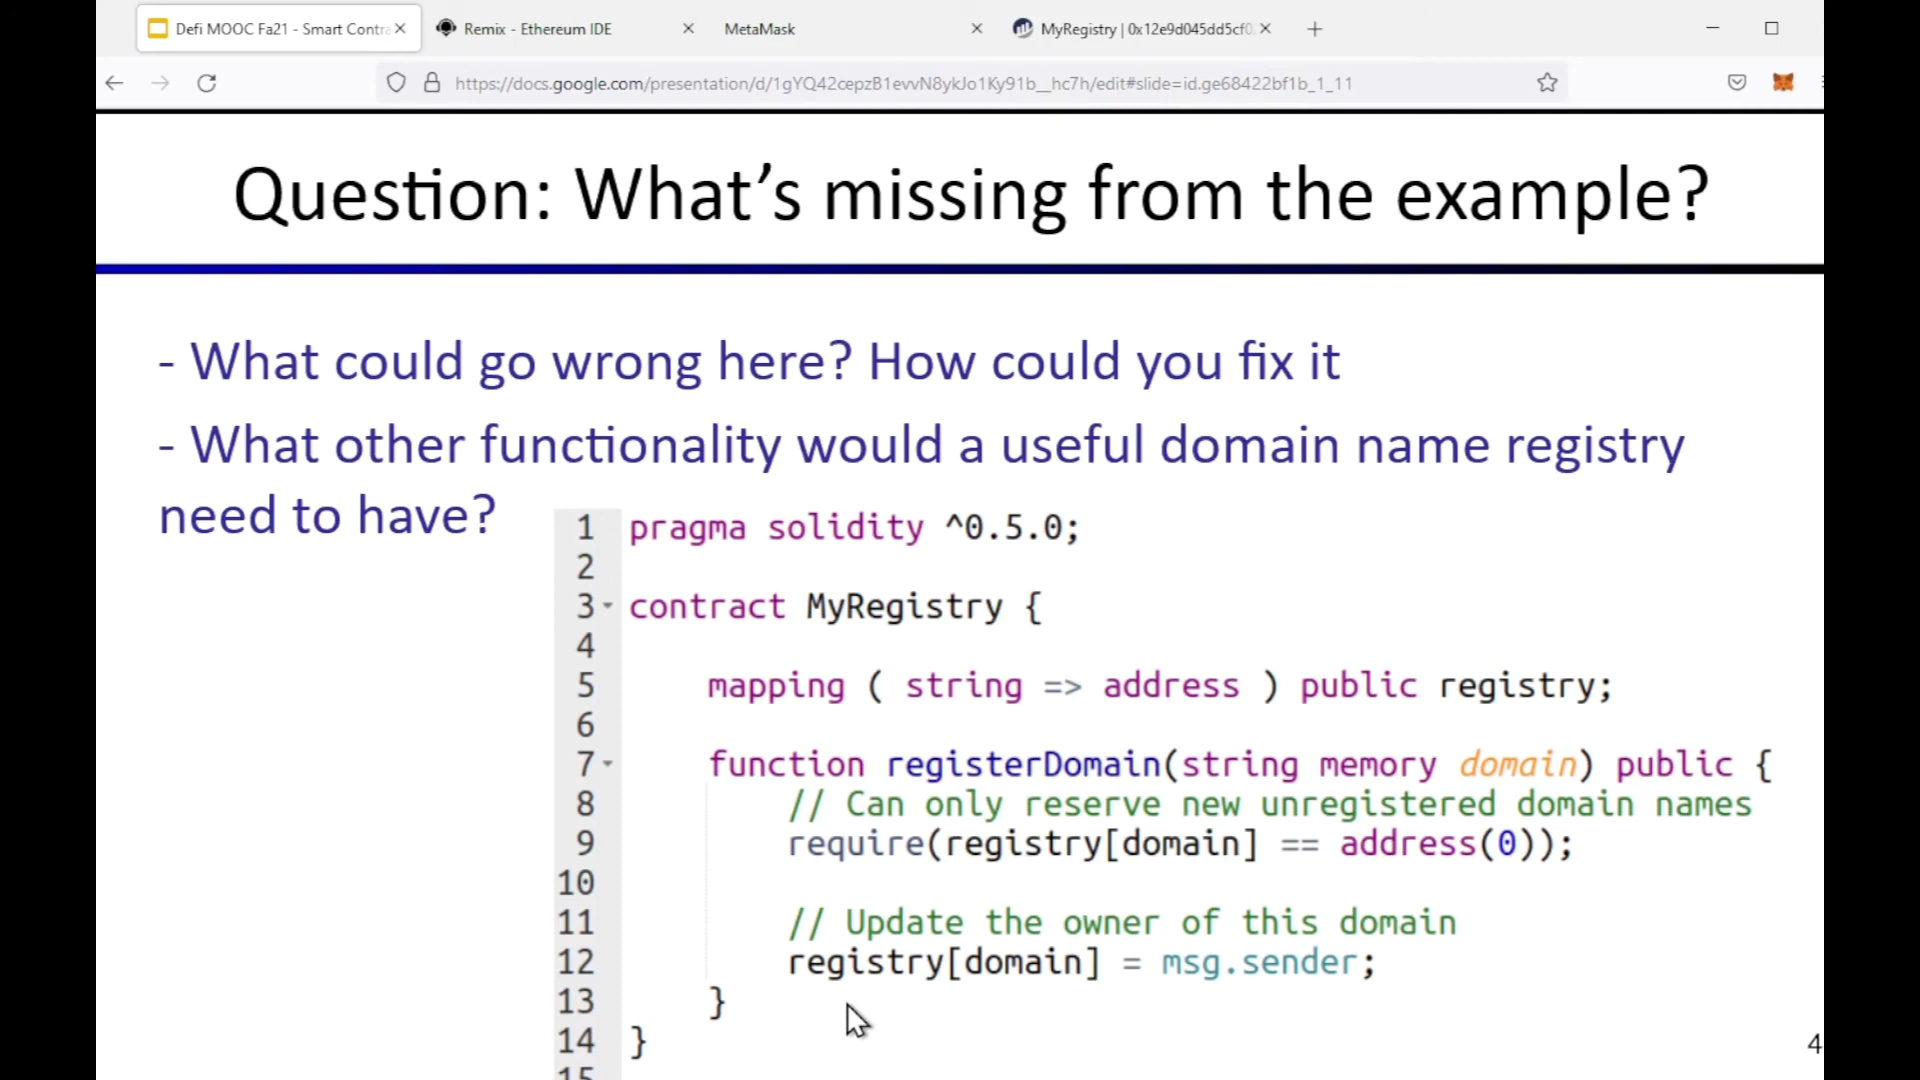 Defi MOOC Fa21 - Smart Contra
Remix - Ethereum IDE
MetaMask
MyRegistry | 0x12e9d045dd5cf0
https://docs.google.com/presentation/d/1gYQ42cepzB1evvN8ykJo1Ky91b__hc7h/edit#slide=id.ge68422bf1b_1_11
Question: What’s missing from the example?
- What could go wrong here? How could you fix it
- What other functionality would a useful domain name registry
need to have?
1 pragma solidity ^0.5.0;
2
3 contract MyRegistry {
4
5 mapping ( string => address ) public registry;
6
7 function registerDomain(string memory domain) public {
8 // Can only reserve new unregistered domain names
9 require(registry[domain] == address(0));
10
11 // Update the owner of this domain
12 registry[domain] = msg.sender;
13 }
14 }
15
4